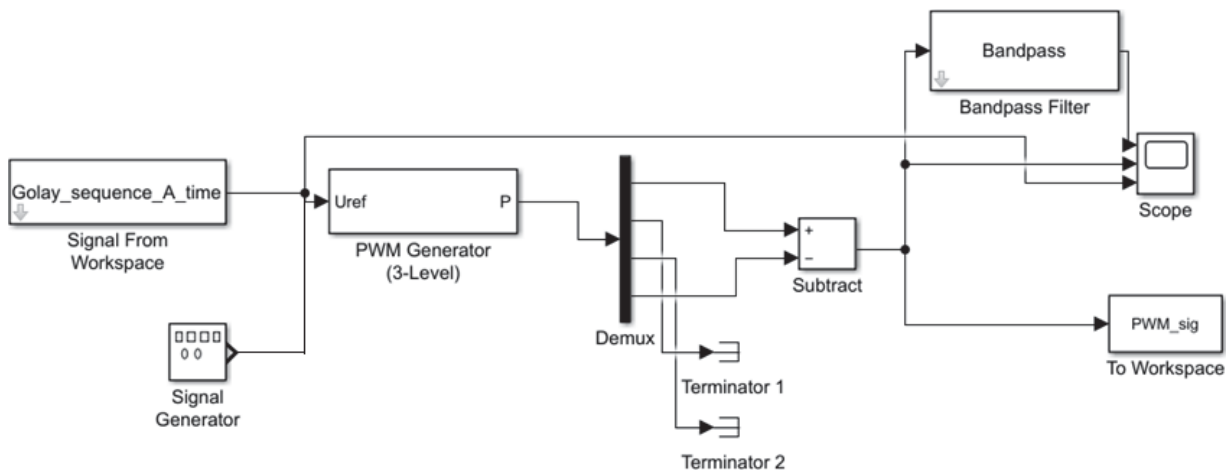 Bandpass
Bandpass Filter
Golay_sequence_A_time
Signal From
Workspace
Uref
P
PWM Generator
(3-Level)
+
−
Subtract
Scope
Demux
PWM_sig
To Workspace
Signal
Generator
Terminator 1
Terminator 2